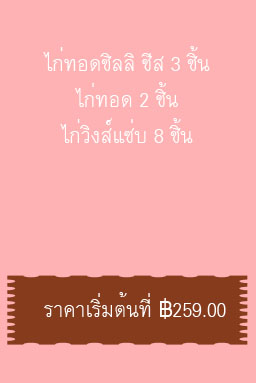 ไก่ทอดชิลลี ชีส 3 ชิ้น
ไก่ทอด 2 ชิ้น
ไก่วิงส์แซ่บ 8 ชิ้น
ราคาเริ่มต้นที่ ฿259.00